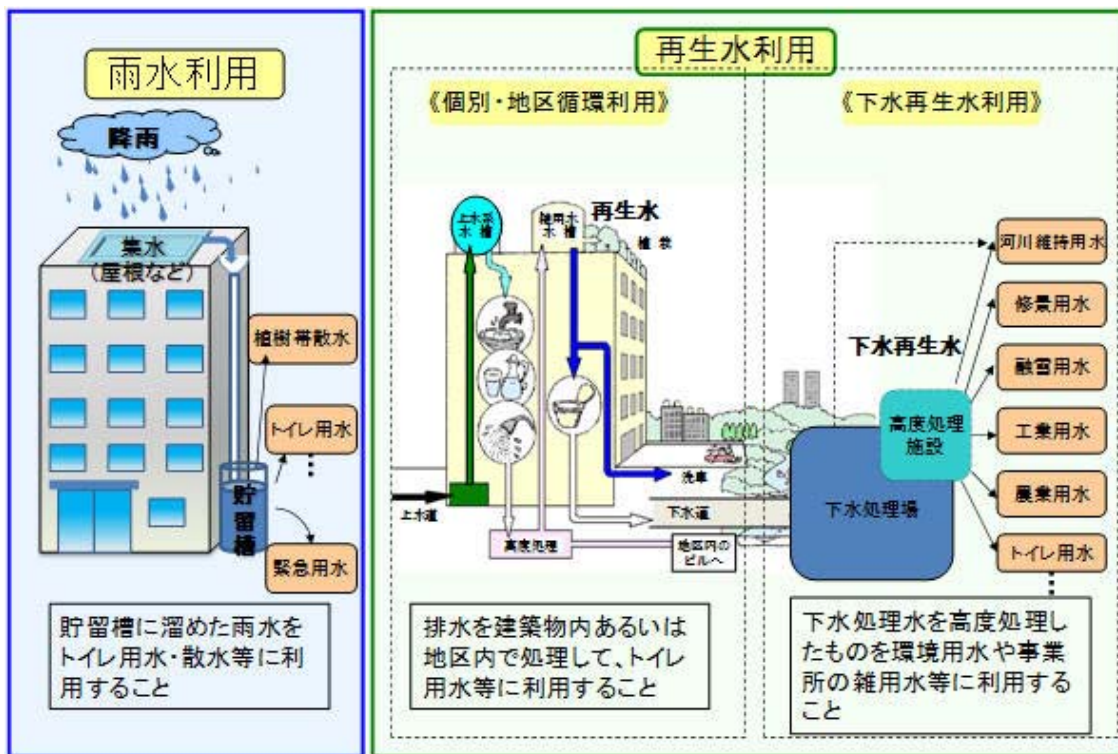 雨水利用
降雨
集水
(屋根など)
植樹帯散水
トイレ用水
貯留槽
緊急用水
貯留槽に溜めた雨水を
トイレ用水・散水等に利
用すること
再生水利用
《個別・地区循環利用》
上水系
水槽
雑用水
水槽
再生水
植栽
洗車
上水道
下水道
高度処理
地区内の
ビルへ
排水を建築物内あるいは
地区内で処理して、トイレ
用水等に利用すること
《下水再生水利用》
河川維持用水
修景用水
下水再生水
融雪用水
高度処理
施設
工業用水
農業用水
下水処理場
トイレ用水
下水処理水を高度処理し
たものを環境用水や事業
所の雑用水等に利用する
こと